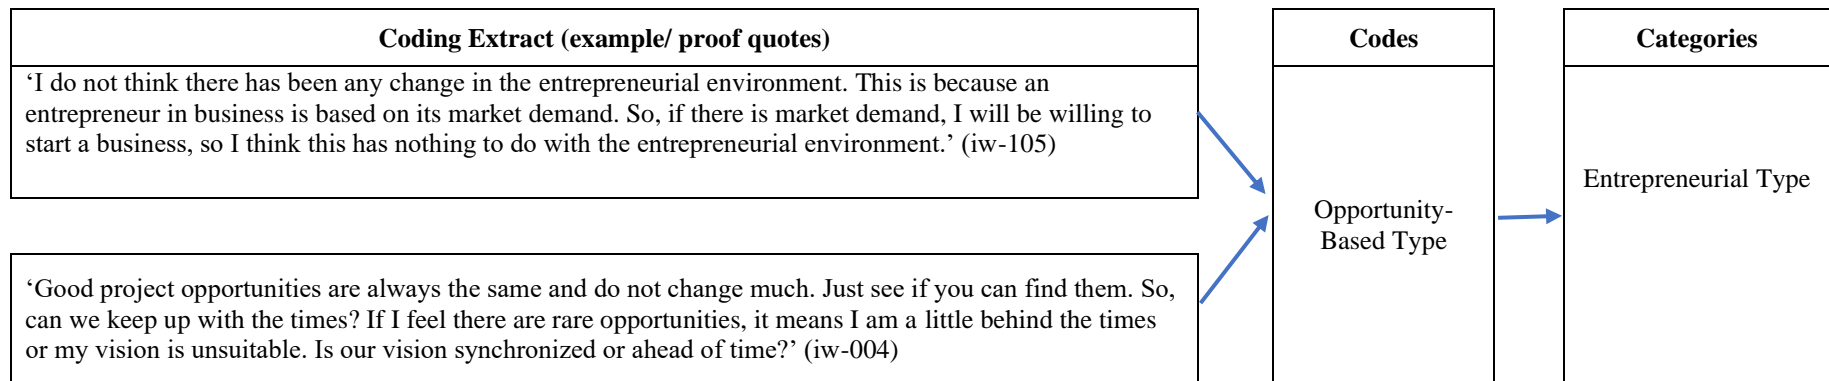 Coding Extract (example/ proof quotes)
‘I do not think there has been any change in the entrepreneurial environment. This is because an
entrepreneur in business is based on its market demand. So, if there is market demand, I will be willing to
start a business, so I think this has nothing to do with the entrepreneurial environment.’ (iw-105)
‘Good project opportunities are always the same and do not change much. Just see if you can find them. So,
can we keep up with the times? If I feel there are rare opportunities, it means I am a little behind the times
or my vision is unsuitable. Is our vision synchronized or ahead of time?’ (iw-004)
Codes
Opportunity-
Based Type
Categories
Entrepreneurial Type